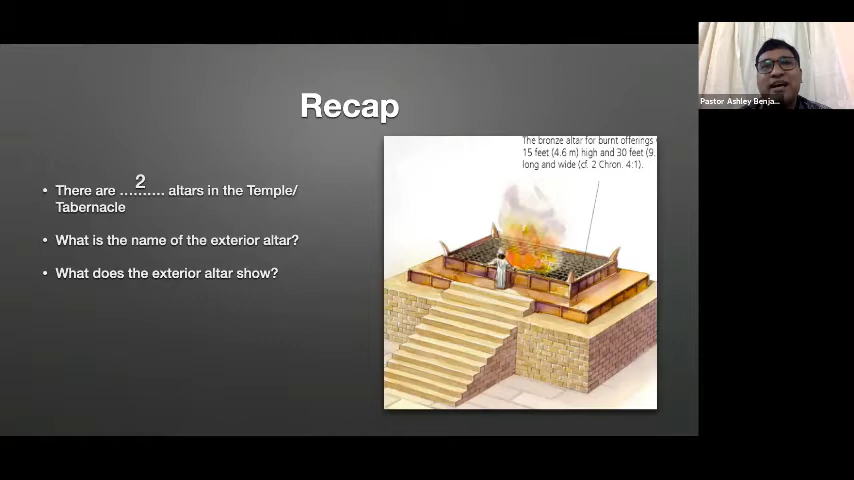 Recap
The bronze altar for burnt offerings
15 feet (4.6 m) high and 30 feet (9.
long and wide (cf. 2 Chron. 4:1).
• There are ....2..... altars in the Temple/
Tabernacle
• What is the name of the exterior altar?
• What does the exterior altar show?
Pastor Ashley Benja...